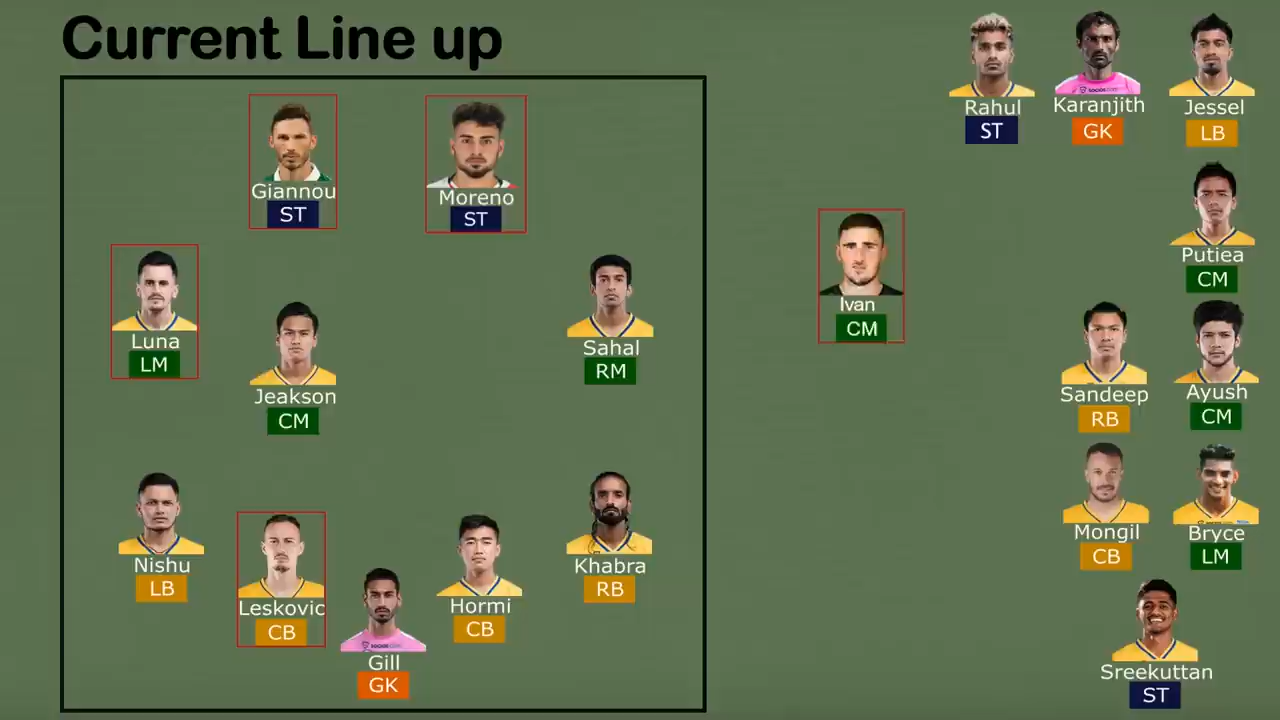 Current Line up
Giannou
ST
Moreno
ST
Luna
LM
Jeakson
CM
Sahal
RM
Nishu
LB
Leskovic
CB
Gill
GK
Hormi
CB
Khabra
RB
Rahul
ST
Karanjith
GK
Jessel
LB
Putiea
CM
Ivan
CM
Sandeep
RB
Ayush
CM
Mongil
CB
Bryce
LM
Sreekuttan
ST